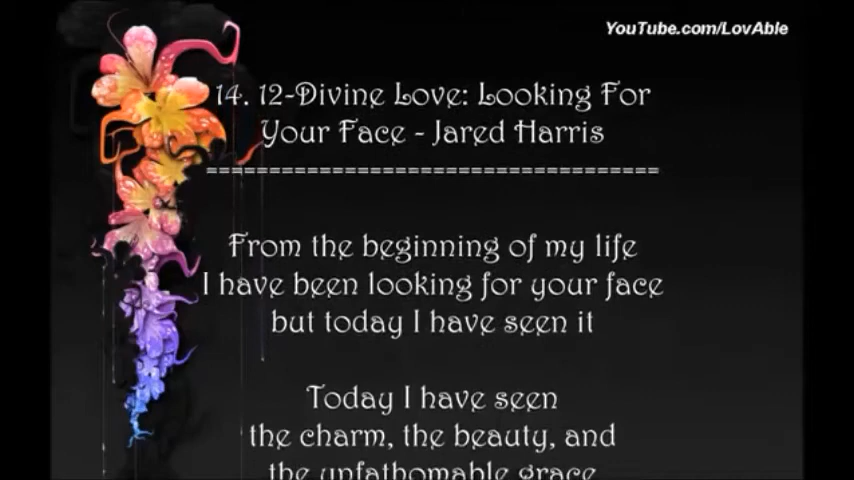 YouTube.com/LovAble
14. 12-Divine Love: Looking For
Your Face - Jared Harris
====================================
From the beginning of my life
I have been looking for your face
but today I have seen it
Today I have seen
the charm, the beauty, and
the unfathomable grace